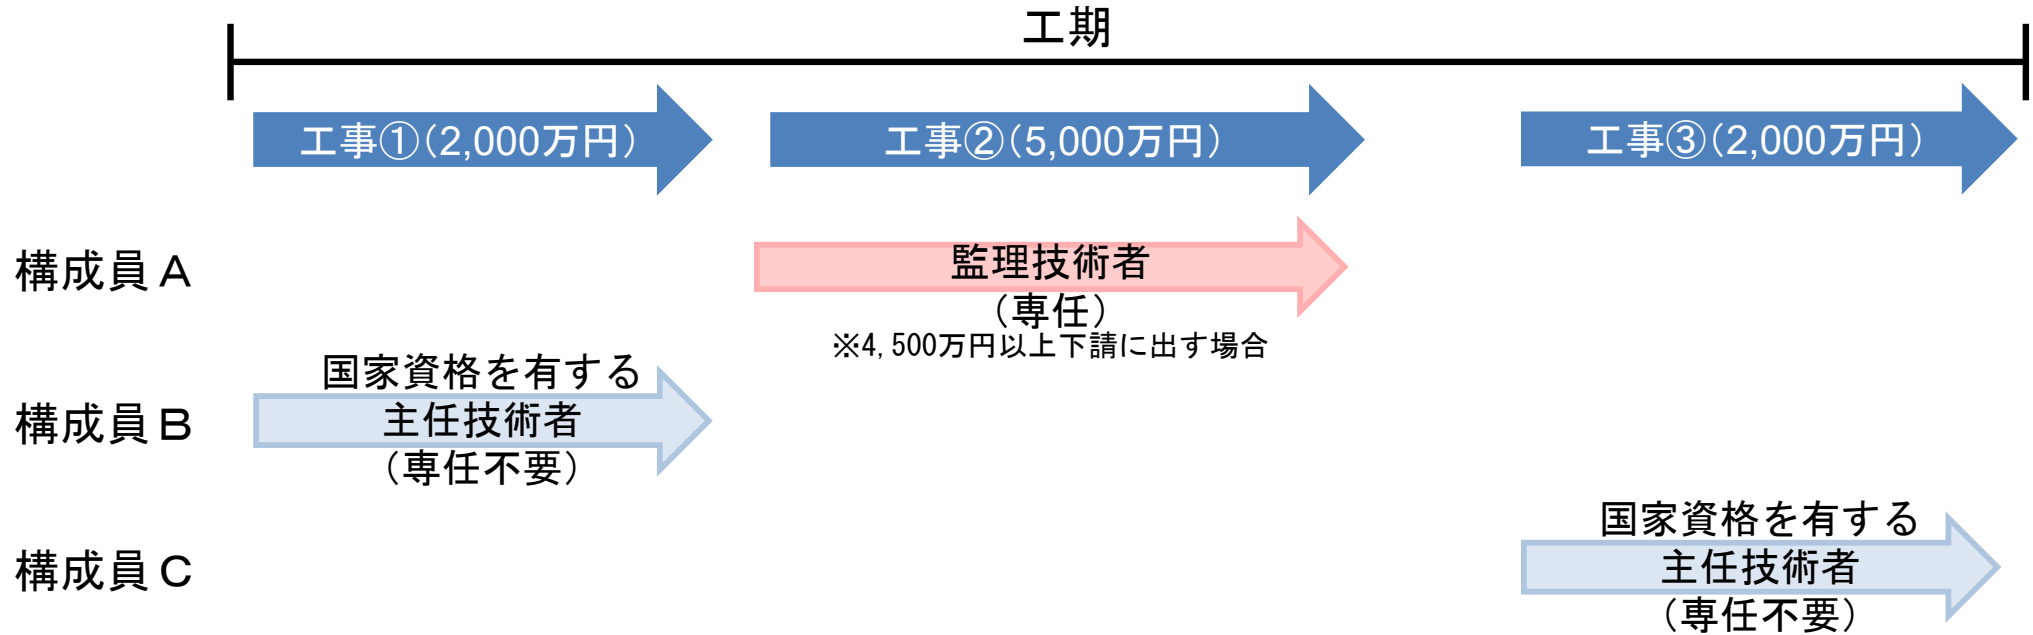 工期
工事①(2,000万円)
工事②(5,000万円)
工事③(2,000万円)
構成員A
監理技術者
(専任)
※4,500万円以上下請に出す場合
構成員B
国家資格を有する
主任技術者
(専任不要)
構成員C
国家資格を有する
主任技術者
(専任不要)